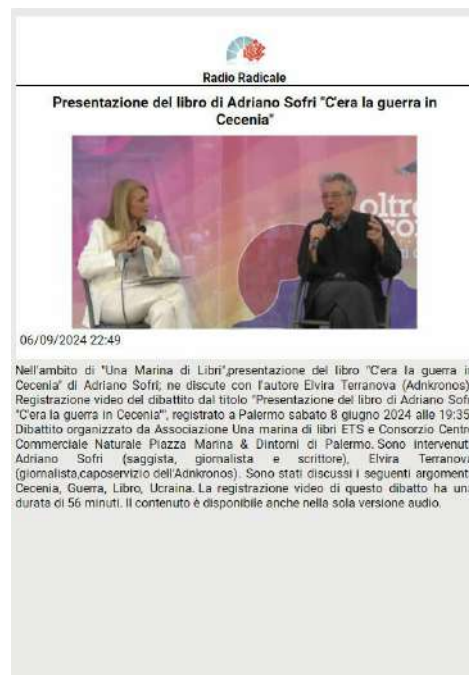 Radio Radicale
Presentazione del libro di Adriano Sofri "C'era la guerra in
Cecenia"
oltre
06/09/2024 22:49
Nell'ambito di "Una Marina di Libri",presentazione del libro "C'era la guerra in
Cecenia" di Adriano Sofri; ne discute con l'autore Elvira Terranova (Adnkronos).
Registrazione video del dibattito dal titolo "Presentazione del libro di Adriano Sofri
"C'era la guerra in Cecenia"", registrato a Palermo sabato 8 giugno 2024 alle 19:35.
Dibattito organizzato da Associazione Una marina di libri ETS e Consorzio Centro
Commerciale Naturale Piazza Marina & Dintorni di Palermo. Sono intervenuti
Adriano Sofri (saggista, giornalista e scrittore), Elvira Terranova
(giornalista,caposervizio dell'Adnkronos). Sono stati discussi i seguenti argomenti
Cecenia, Guerra, Libro, Ucraina. La registrazione video di questo dibatto ha una
durata di 56 minuti. Il contenuto è disponibile anche nella sola versione audio.